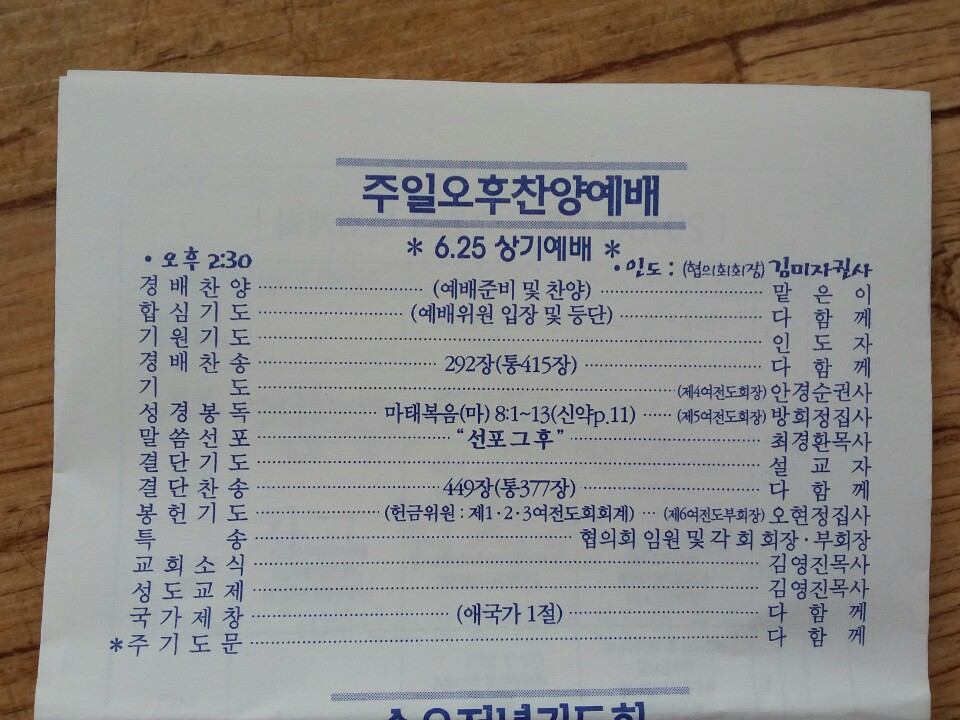 주일오후찬양예배
* 6.25 상기예배 *
• 오후 2:30 • 인도 : (협의회회장) 김미자권사
경배찬양 (예배준비 및 찬양) 맡은이
합심기도 (예배위원 입장 및 등단) 다함께
기원기도 인도자
경배찬송 292장(통415장) 다함께
기도 (제4여전도회장) 안경순권사
성경봉독 마태복음(마) 8:1~13(신약p.11) (제5여전도회장) 방희정집사
말씀선포 “선포 그 후” 최경환목사
결단기도 설교자
결단찬송 449장(통377장) 다함께
봉헌기도 (헌금위원 : 제1·2·3여전도회회계) (제6여전도부회장) 오현정집사
특송 협의회 임원 및 각 회 회장·부회장
교회소식 김영진목사
성도교제 김영진목사
국가제창 (애국가 1절) 다함께
*주기도문 다함께